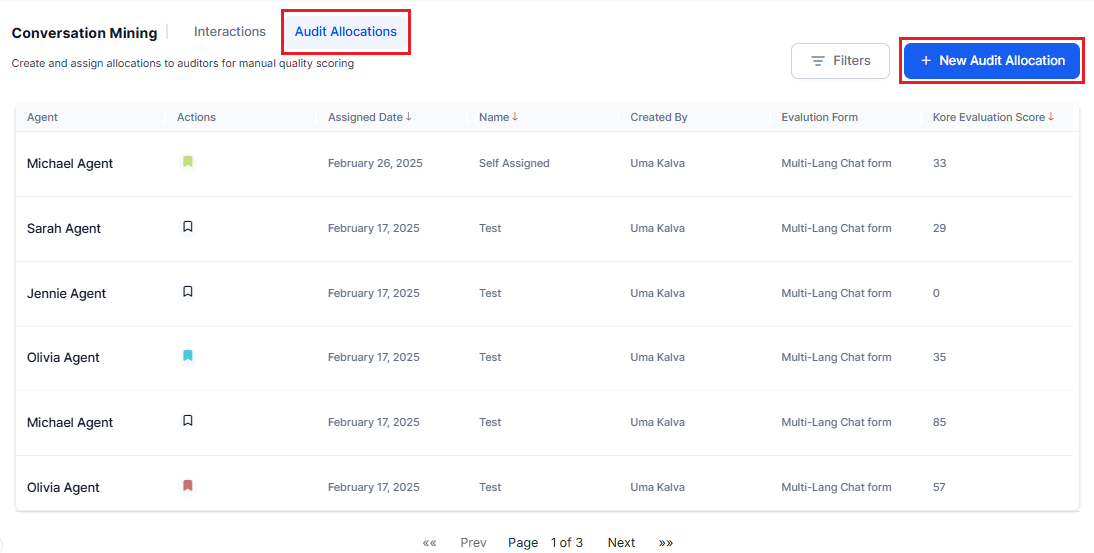 Conversation Mining Interactions Audit Allocations
Create and assign allocations to auditors for manual quality scoring
Filters
+ New Audit Allocation
Agent Actions Assigned Date↓ Name↓ Created By Evalution Form Kore Evaluation Score↓
Michael Agent February 26, 2025 Self Assigned Uma Kalva Multi-Lang Chat form 33
Sarah Agent February 17, 2025 Test Uma Kalva Multi-Lang Chat form 29
Jennie Agent February 17, 2025 Test Uma Kalva Multi-Lang Chat form 0
Olivia Agent February 17, 2025 Test Uma Kalva Multi-Lang Chat form 35
Michael Agent February 17, 2025 Test Uma Kalva Multi-Lang Chat form 85
Olivia Agent February 17, 2025 Test Uma Kalva Multi-Lang Chat form 57
«« Prev Page 1 of 3 Next »»